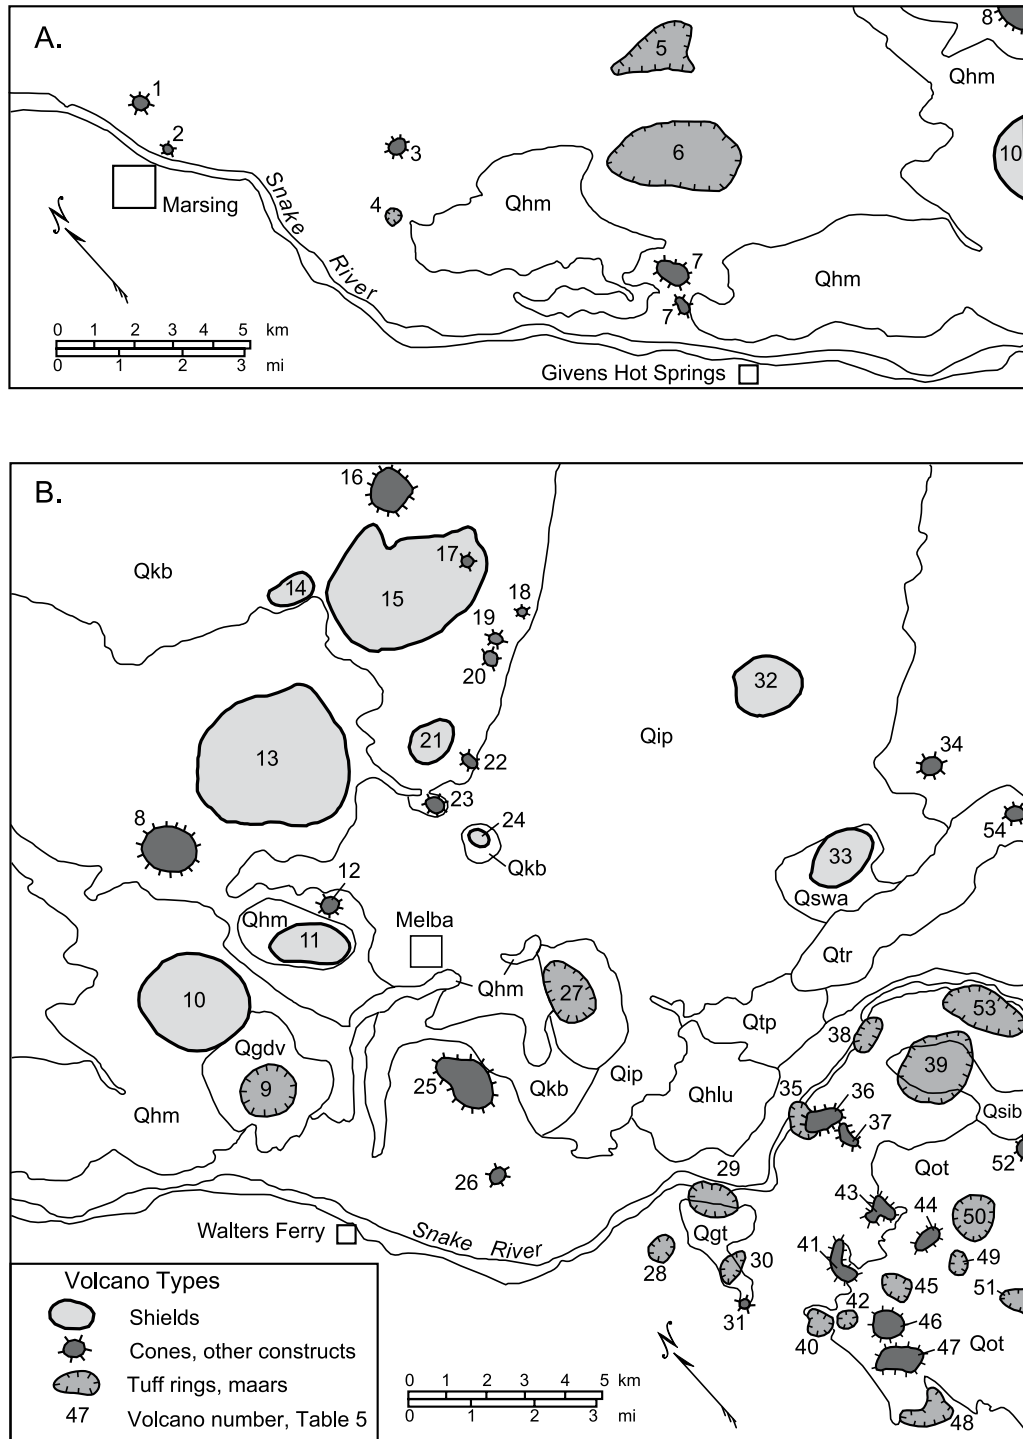 A.
1
2
3
4
5
6
7
7
8
10
Qhm
Qhm
Qhm
Marsing
Snake River
N
0 1 2 3 4 5 km
0 1 2 3 mi
Givens Hot Springs
B.
16
Qkb
14
15
17
18
19
20
13
21
22
23
24
Qkb
32
Qip
34
54
33
Qswa
8
12
Qhm
11
Melba
10
Qgdv
9
Qhm
Qhm
27
25
Qkb
Qip
Qtr
Qtp
Qhlu
53
38
39
35
36
37
Qsib
52
Qot
26
29
Walters Ferry
Snake River
Qgt
28
30
31
43
44
50
41
49
45
51
42
40
46
47
Qot
48
N
Volcano Types
Shields
Cones, other constructs
Tuff rings, maars
47 Volcano number, Table 5
0 1 2 3 4 5 km
0 1 2 3 mi